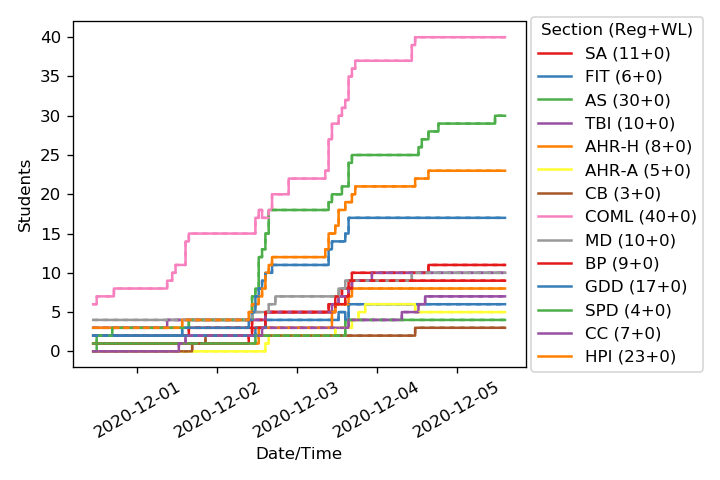 Students
40
35
30
25
20
15
10
5
0
2020-12-01
2020-12-02
2020-12-03
2020-12-04
2020-12-05
Date/Time
Section (Reg+WL)
SA (11+0)
FIT (6+0)
AS (30+0)
TBI (10+0)
AHR-H (8+0)
AHR-A (5+0)
CB (3+0)
COML (40+0)
MD (10+0)
BP (9+0)
GDD (17+0)
SPD (4+0)
CC (7+0)
HPI (23+0)